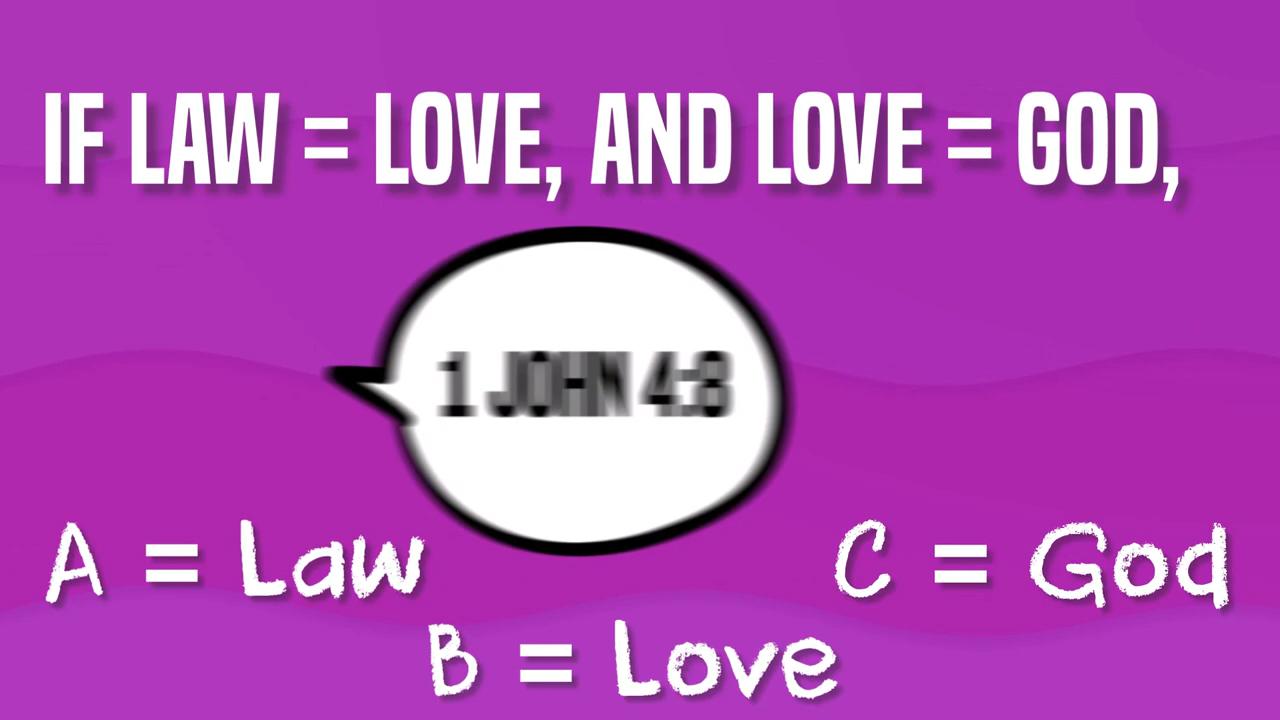 IF LAW = LOVE, AND LOVE = GOD,
1 JOHN 4:8
A = Law
C = God
B = Love